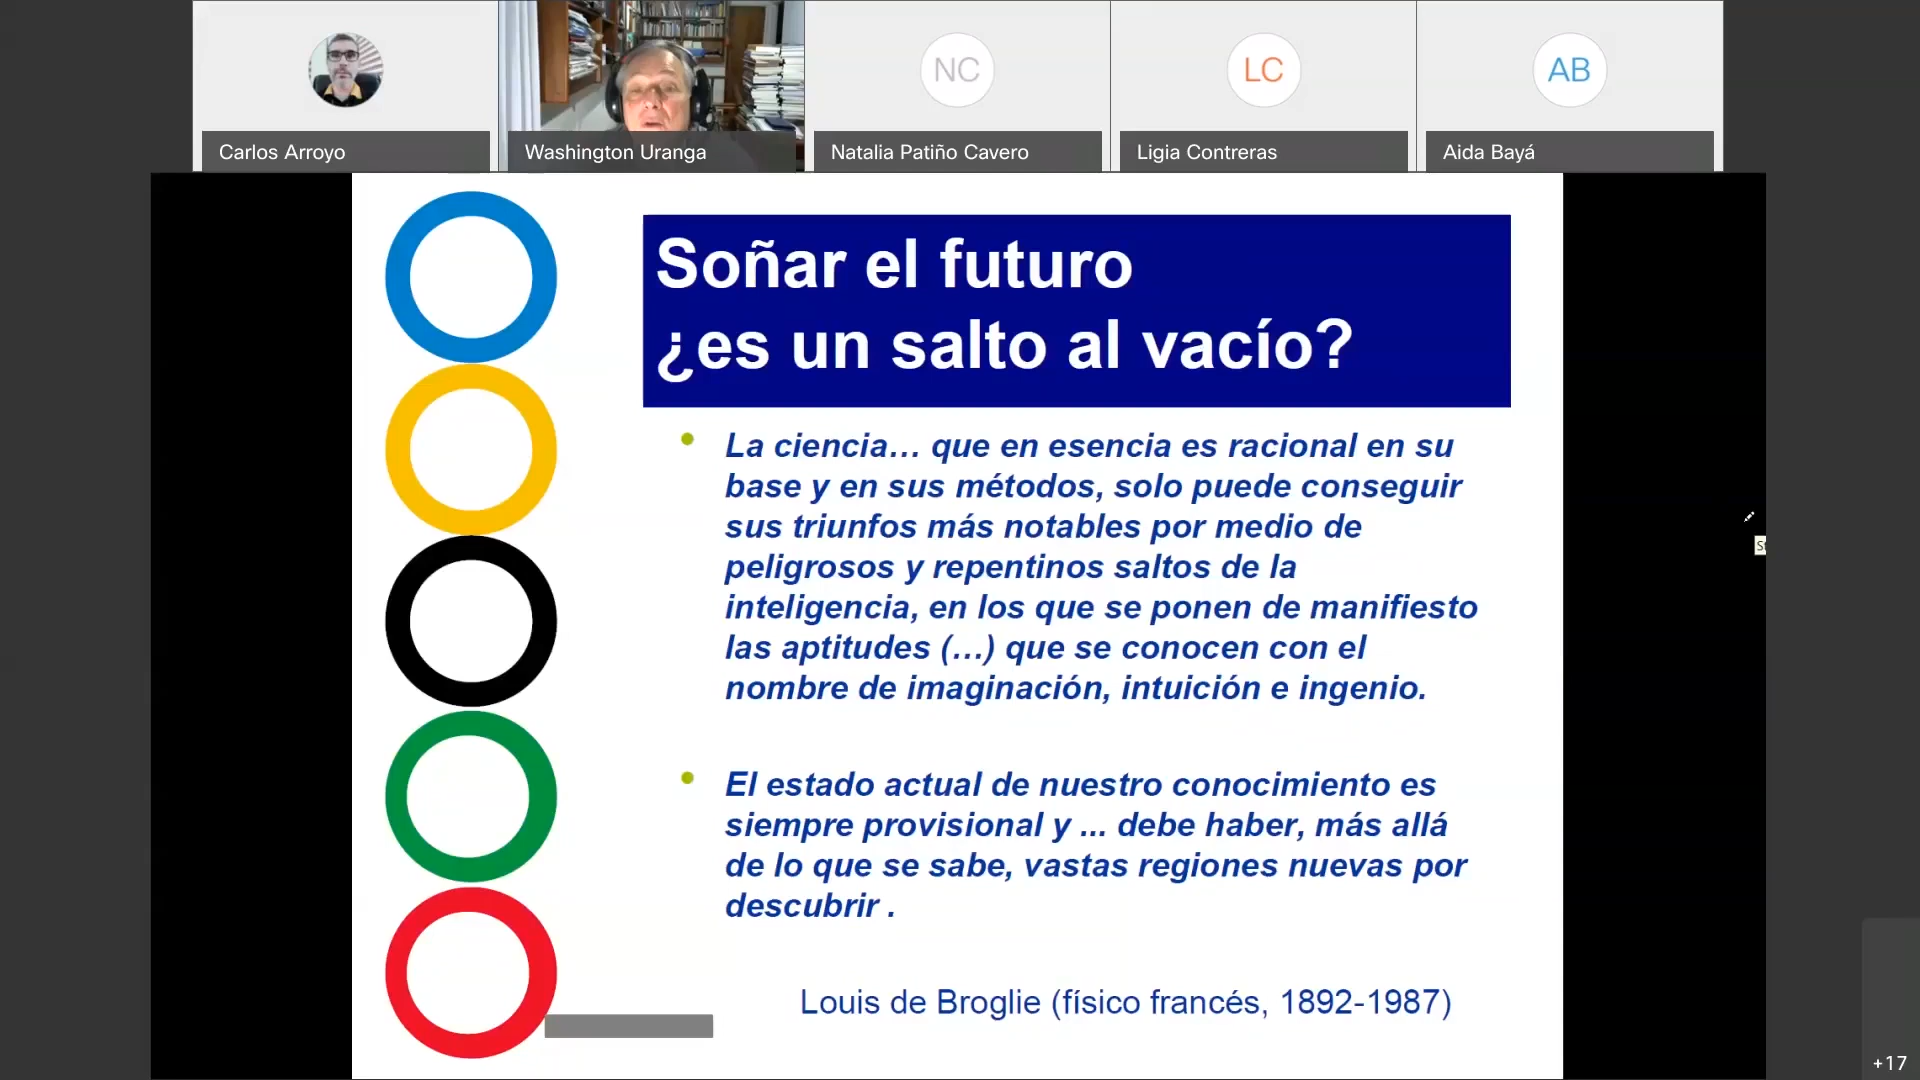 NC
LC
AB
Carlos Arroyo
Washington Uranga
Natalia Patiño Cavero
Ligia Contreras
Aida Bayá
Soñar el futuro
¿es un salto al vacío?
La ciencia… que en esencia es racional en su
base y en sus métodos, solo puede conseguir
sus triunfos más notables por medio de
peligrosos y repentinos saltos de la
inteligencia, en los que se ponen de manifiesto
las aptitudes (…) que se conocen con el
nombre de imaginación, intuición e ingenio.
El estado actual de nuestro conocimiento es
siempre provisional y ... debe haber, más allá
de lo que se sabe, vastas regiones nuevas por
descubrir .
Louis de Broglie (físico francés, 1892-1987)
+17